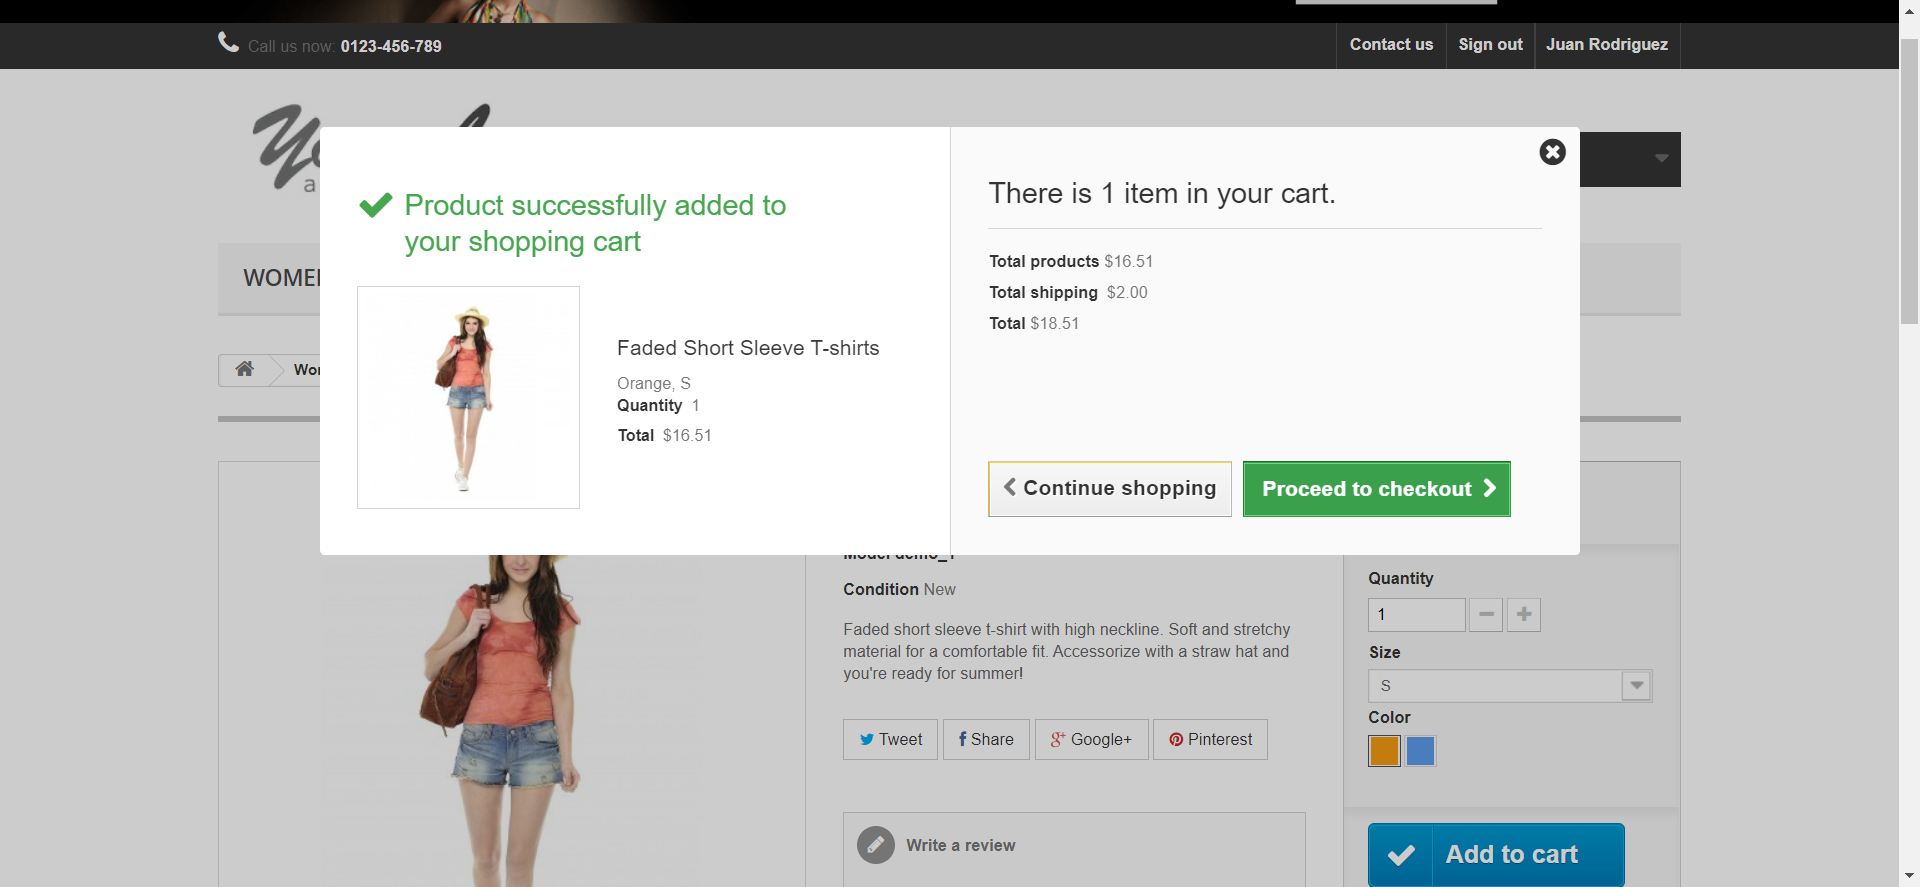 Call us now: 0123-456-789
Contact us
Sign out
Juan Rodriguez
a
WOME
Wo
Product successfully added to
your shopping cart
Faded Short Sleeve T-shirts
Orange, S
Quantity 1
Total $16.51
There is 1 item in your cart.
Total products $16.51
Total shipping $2.00
Total $18.51
Continue shopping
Proceed to checkout
Model demo_1
Condition New
Faded short sleeve t-shirt with high neckline. Soft and stretchy
material for a comfortable fit. Accessorize with a straw hat and
you're ready for summer!
Tweet
Share
Google+
Pinterest
Write a review
Quantity
1
Size
S
Color
Add to cart